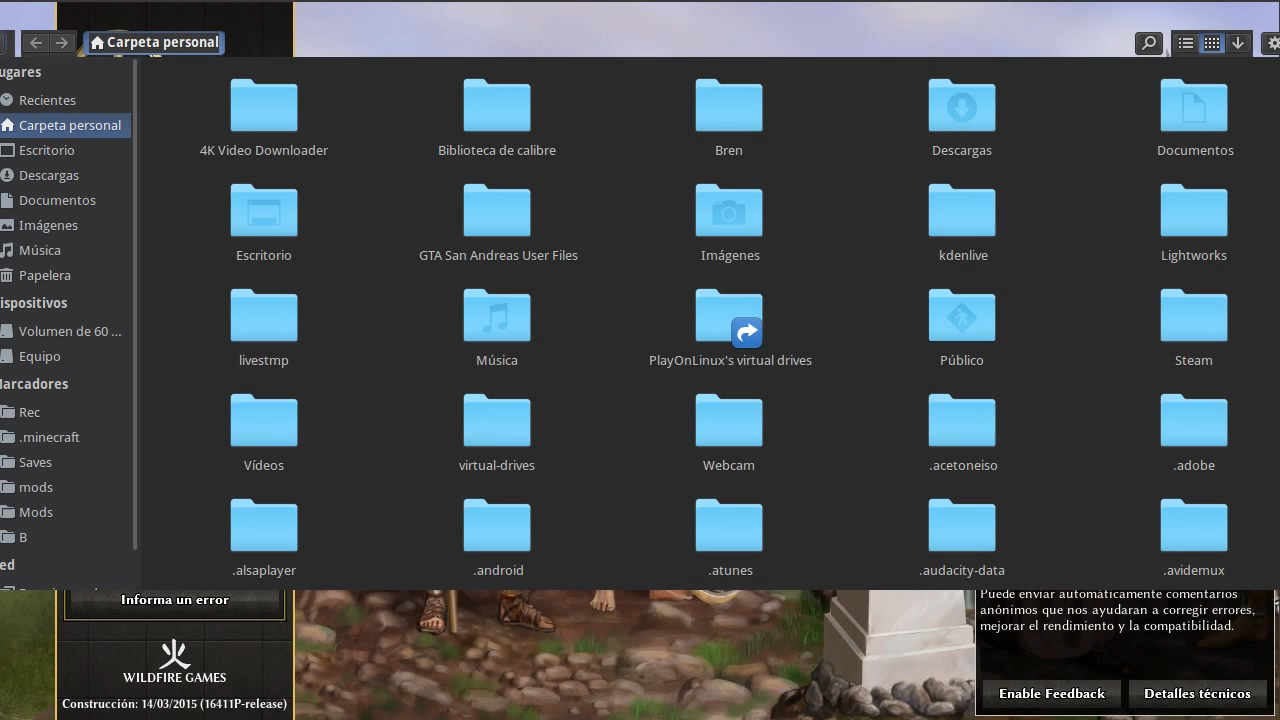 Carpeta personal
ugares
Recientes
Carpeta personal
Escritorio
Descargas
Documentos
Imágenes
Música
Papelera
ispositivos
Volumen de 60 ...
Equipo
Marcadores
Rec
.minecraft
Saves
mods
Mods
B
ed
4K Video Downloader
Biblioteca de calibre
Bren
Descargas
Documentos
Escritorio
GTA San Andreas User Files
Imágenes
kdenlive
Lightworks
livestmp
Música
PlayOnLinux's virtual drives
Público
Steam
Vídeos
virtual-drives
Webcam
.acetoneiso
.adobe
.alsaplayer
.android
.atunes
.audacity-data
.avidemux
Informa un error
WILDFIRE GAMES
Construcción: 14/03/2015 (16411P-release)
Puede enviar automáticamente comentarios
anónimos que nos ayudaran a corregir errores,
mejorar el rendimiento y la compatibilidad.
Enable Feedback
Detalles técnicos